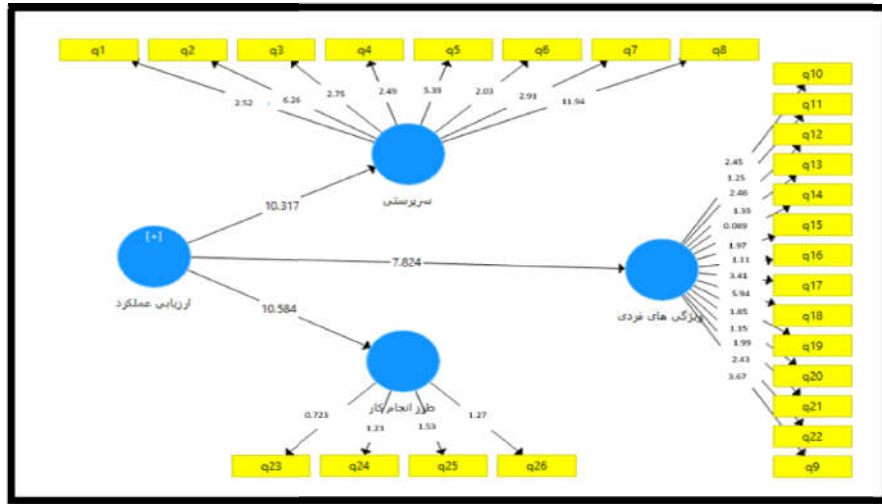 q1 q2 q3 q4 q5 q6 q7 q8
2.52 6.26 2.75 2.49 5.39 2.03 2.91 11.94
سرپرستی
10.317
[+]
ارزیابی عملکرد
7.824
10.584
ویژگی های فردی
q10
q11
q12
q13
q14
q15
q16
q17
q18
q19
q20
q21
q22
q9
2.45
1.25
2.46
1.35
0.089
1.97
1.11
3.41
5.94
1.85
1.15
1.99
2.43
3.67
طرز انجام کار
0.723 1.23 1.53 1.27
q23 q24 q25 q26